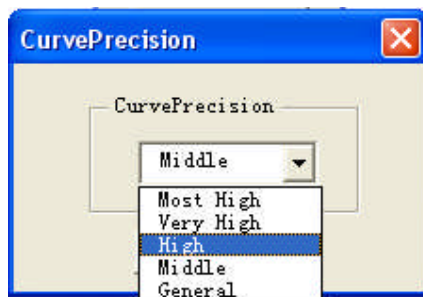 CurvePrecision
CurvePrecision
Middle
Most High
Very High
High
Middle
General